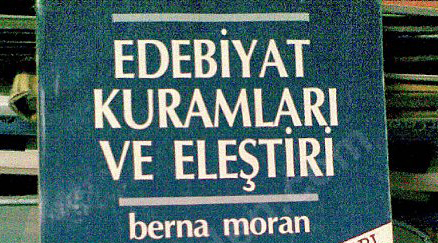 EDEBİYAT
KURAMLARI
VE ELEŞTİRİ
berna moran